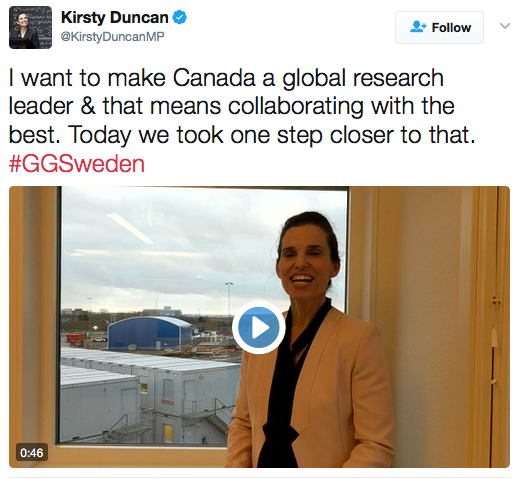 Kirsty Duncan
@KirstyDuncanMP
Follow
I want to make Canada a global research
leader & that means collaborating with the
best. Today we took one step closer to that.
#GGSweden
0:46